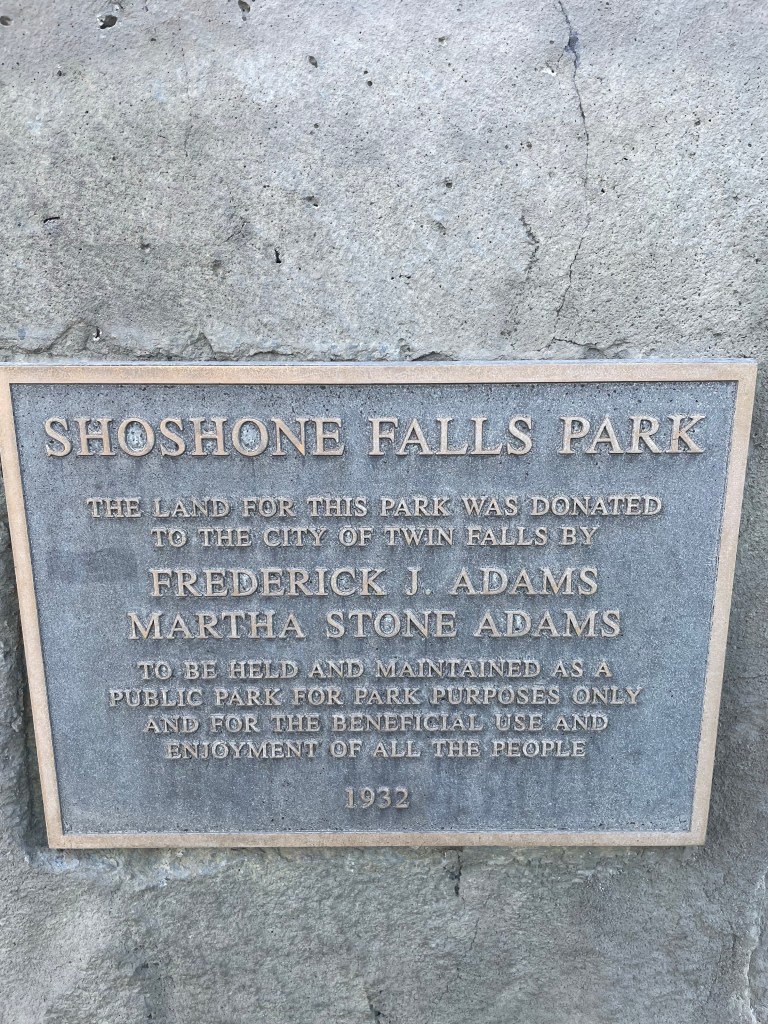 SHOSHONE FALLS PARK
THE LAND FOR THIS PARK WAS DONATED
TO THE CITY OF TWIN FALLS BY
FREDERICK J. ADAMS
MARTHA STONE ADAMS
TO BE HELD AND MAINTAINED AS A
PUBLIC PARK FOR PARK PURPOSES ONLY
AND FOR THE BENEFICIAL USE AND
ENJOYMENT OF ALL THE PEOPLE
1932